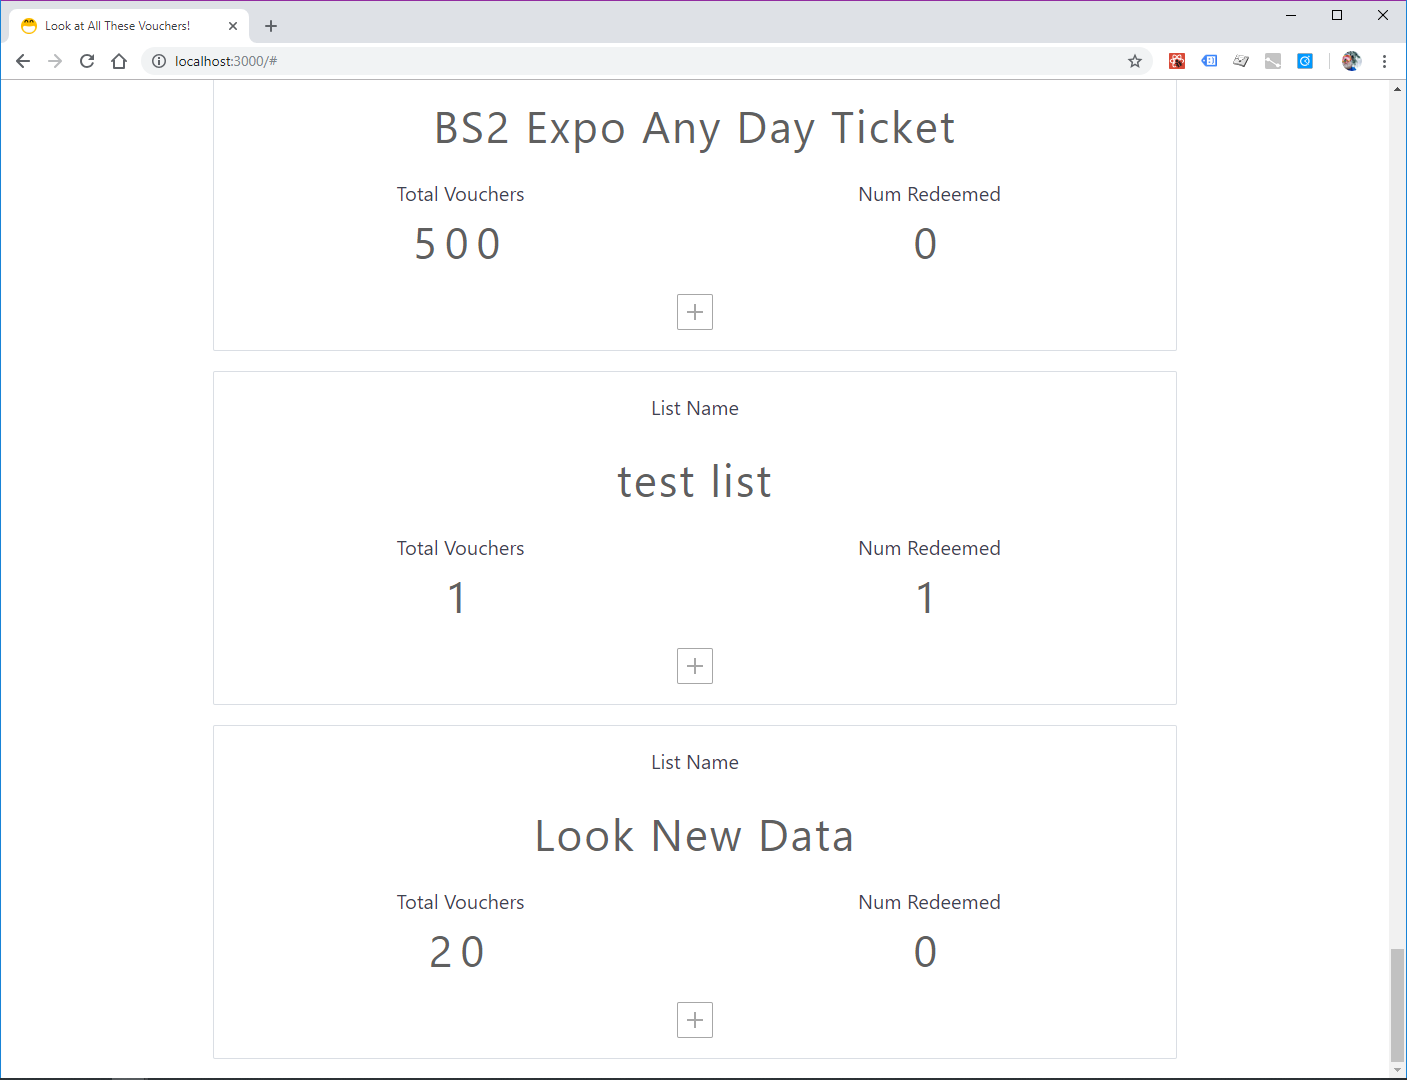 Look at All These Vouchers!
localhost:3000/#
BS2 Expo Any Day Ticket
Total Vouchers Num Redeemed
500 0
List Name
test list
Total Vouchers Num Redeemed
1 1
List Name
Look New Data
Total Vouchers Num Redeemed
20 0